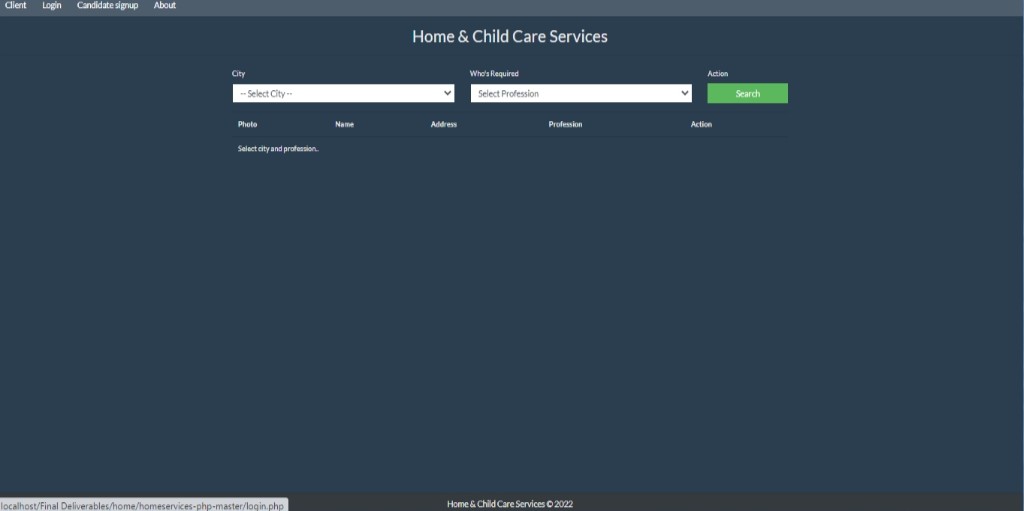 Client Login Candidate signup About
Home & Child Care Services
City Who's Required Action
-- Select City -- Select Profession Search
Photo Name Address Profession Action
Select city and profession..
Home & Child Care Services © 2022
localhost/Final Deliverables/home/homeservices-php-master/login.php